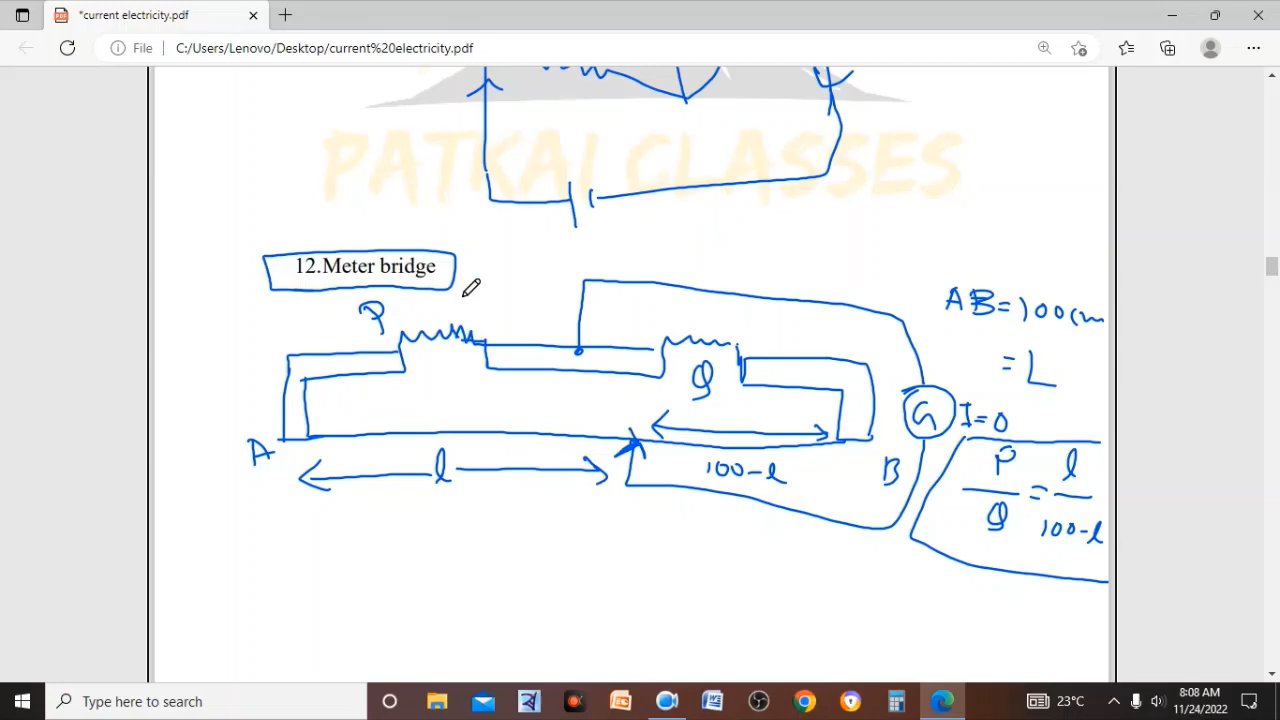 *current electricity.pdf
File
C:/Users/Lenovo/Desktop/current%20electricity.pdf
PATKAI CLASSES
12.Meter bridge
P
AB=100cm
= L
Q
G I=0
A
l
100-l
B
P/Q = l/100-l
Type here to search
23°C
8:08 AM
11/24/2022